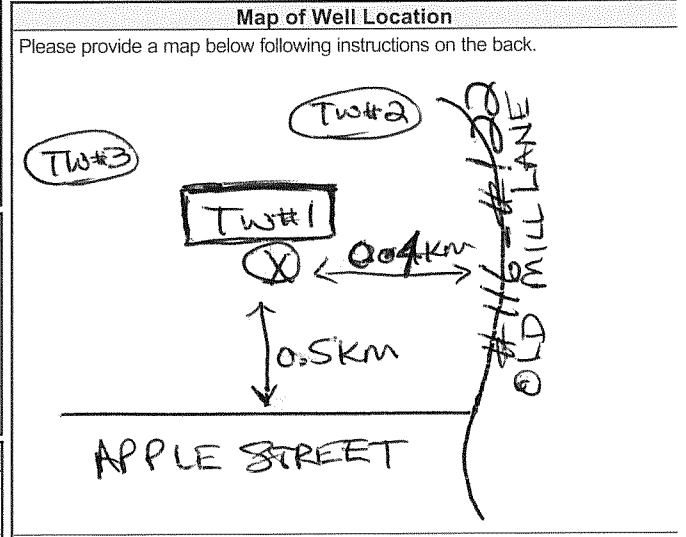 Map of Well Location
Please provide a map below following instructions on the back.
TW#2
TW#3
TW#1
X
0.04KM
0.5KM
APPLE STREET
#116-#122
OLD MILL LANE